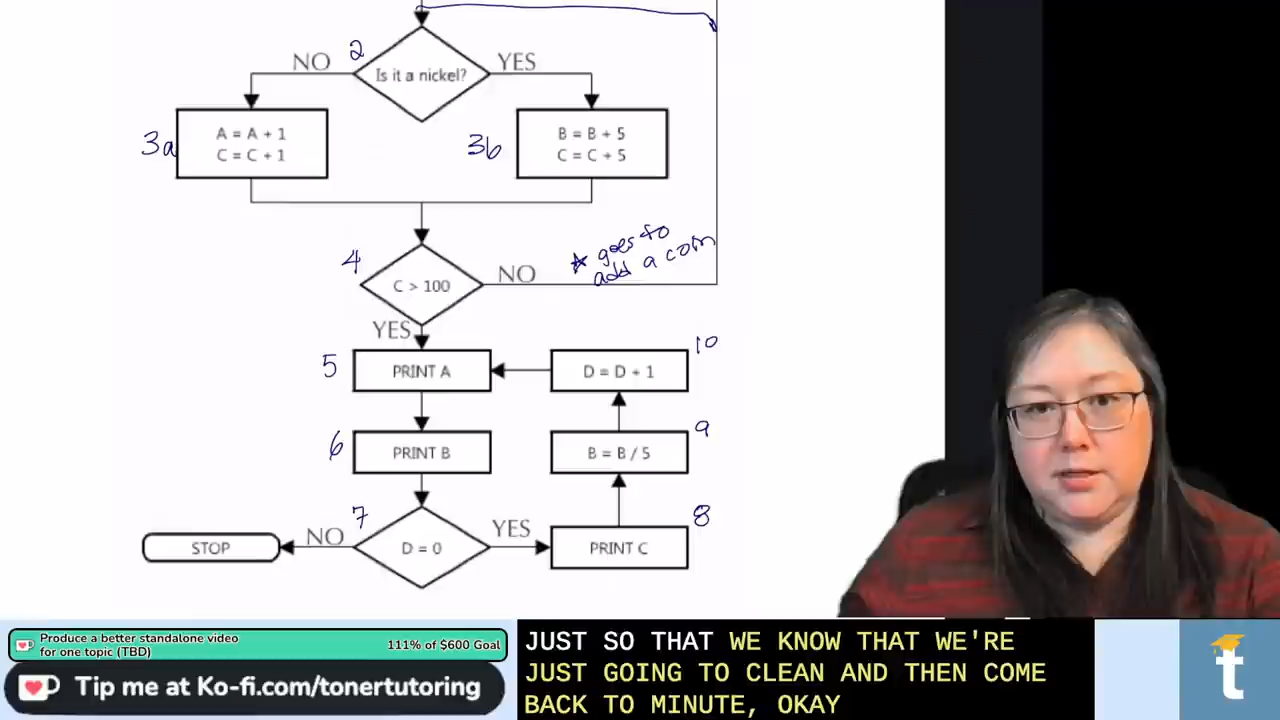 2
NO
YES
Is it a nickel?
3a
A = A + 1
C = C + 1
3b
B = B + 5
C = C + 5
4
C > 100
NO
* goes to
add a coin
YES
5
PRINT A
10
D = D + 1
6
PRINT B
9
B = B / 5
7
D = 0
NO
STOP
YES
8
PRINT C
Produce a better standalone video
for one topic (TBD)
111% of $600 Goal
Tip me at Ko-fi.com/tonertutoring
JUST SO THAT WE KNOW THAT WE'RE
JUST GOING TO CLEAN AND THEN COME
BACK TO MINUTE, OKAY
t